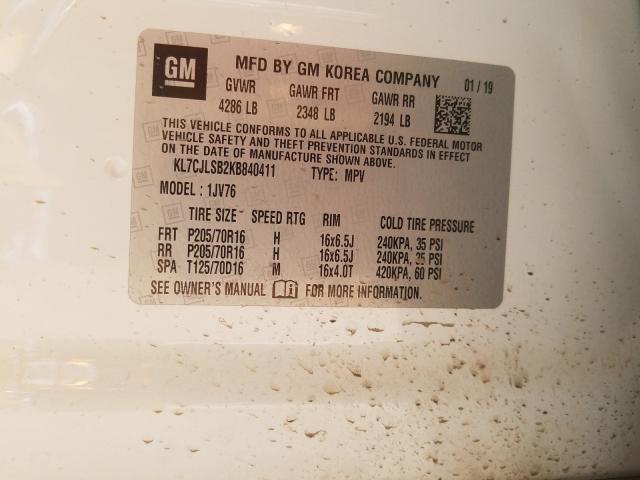 GM
MFD BY GM KOREA COMPANY 01/19
GVWR GAWR FRT GAWR RR
4286 LB 2348 LB 2194 LB
THIS VEHICLE CONFORMS TO ALL APPLICABLE U.S. FEDERAL MOTOR
VEHICLE SAFETY AND THEFT PREVENTION STANDARDS IN EFFECT
ON THE DATE OF MANUFACTURE SHOWN ABOVE.
KL7CJLSB2KB840411 TYPE: MPV
MODEL: 1JV76
TIRE SIZE SPEED RTG RIM COLD TIRE PRESSURE
FRT P205/70R16 H 16x6.5J 240KPA, 35 PSI
RR P205/70R16 H 16x6.5J 240KPA, 35 PSI
SPA T125/70D16 M 16x4.0T 420KPA, 60 PSI
SEE OWNER'S MANUAL FOR MORE INFORMATION.